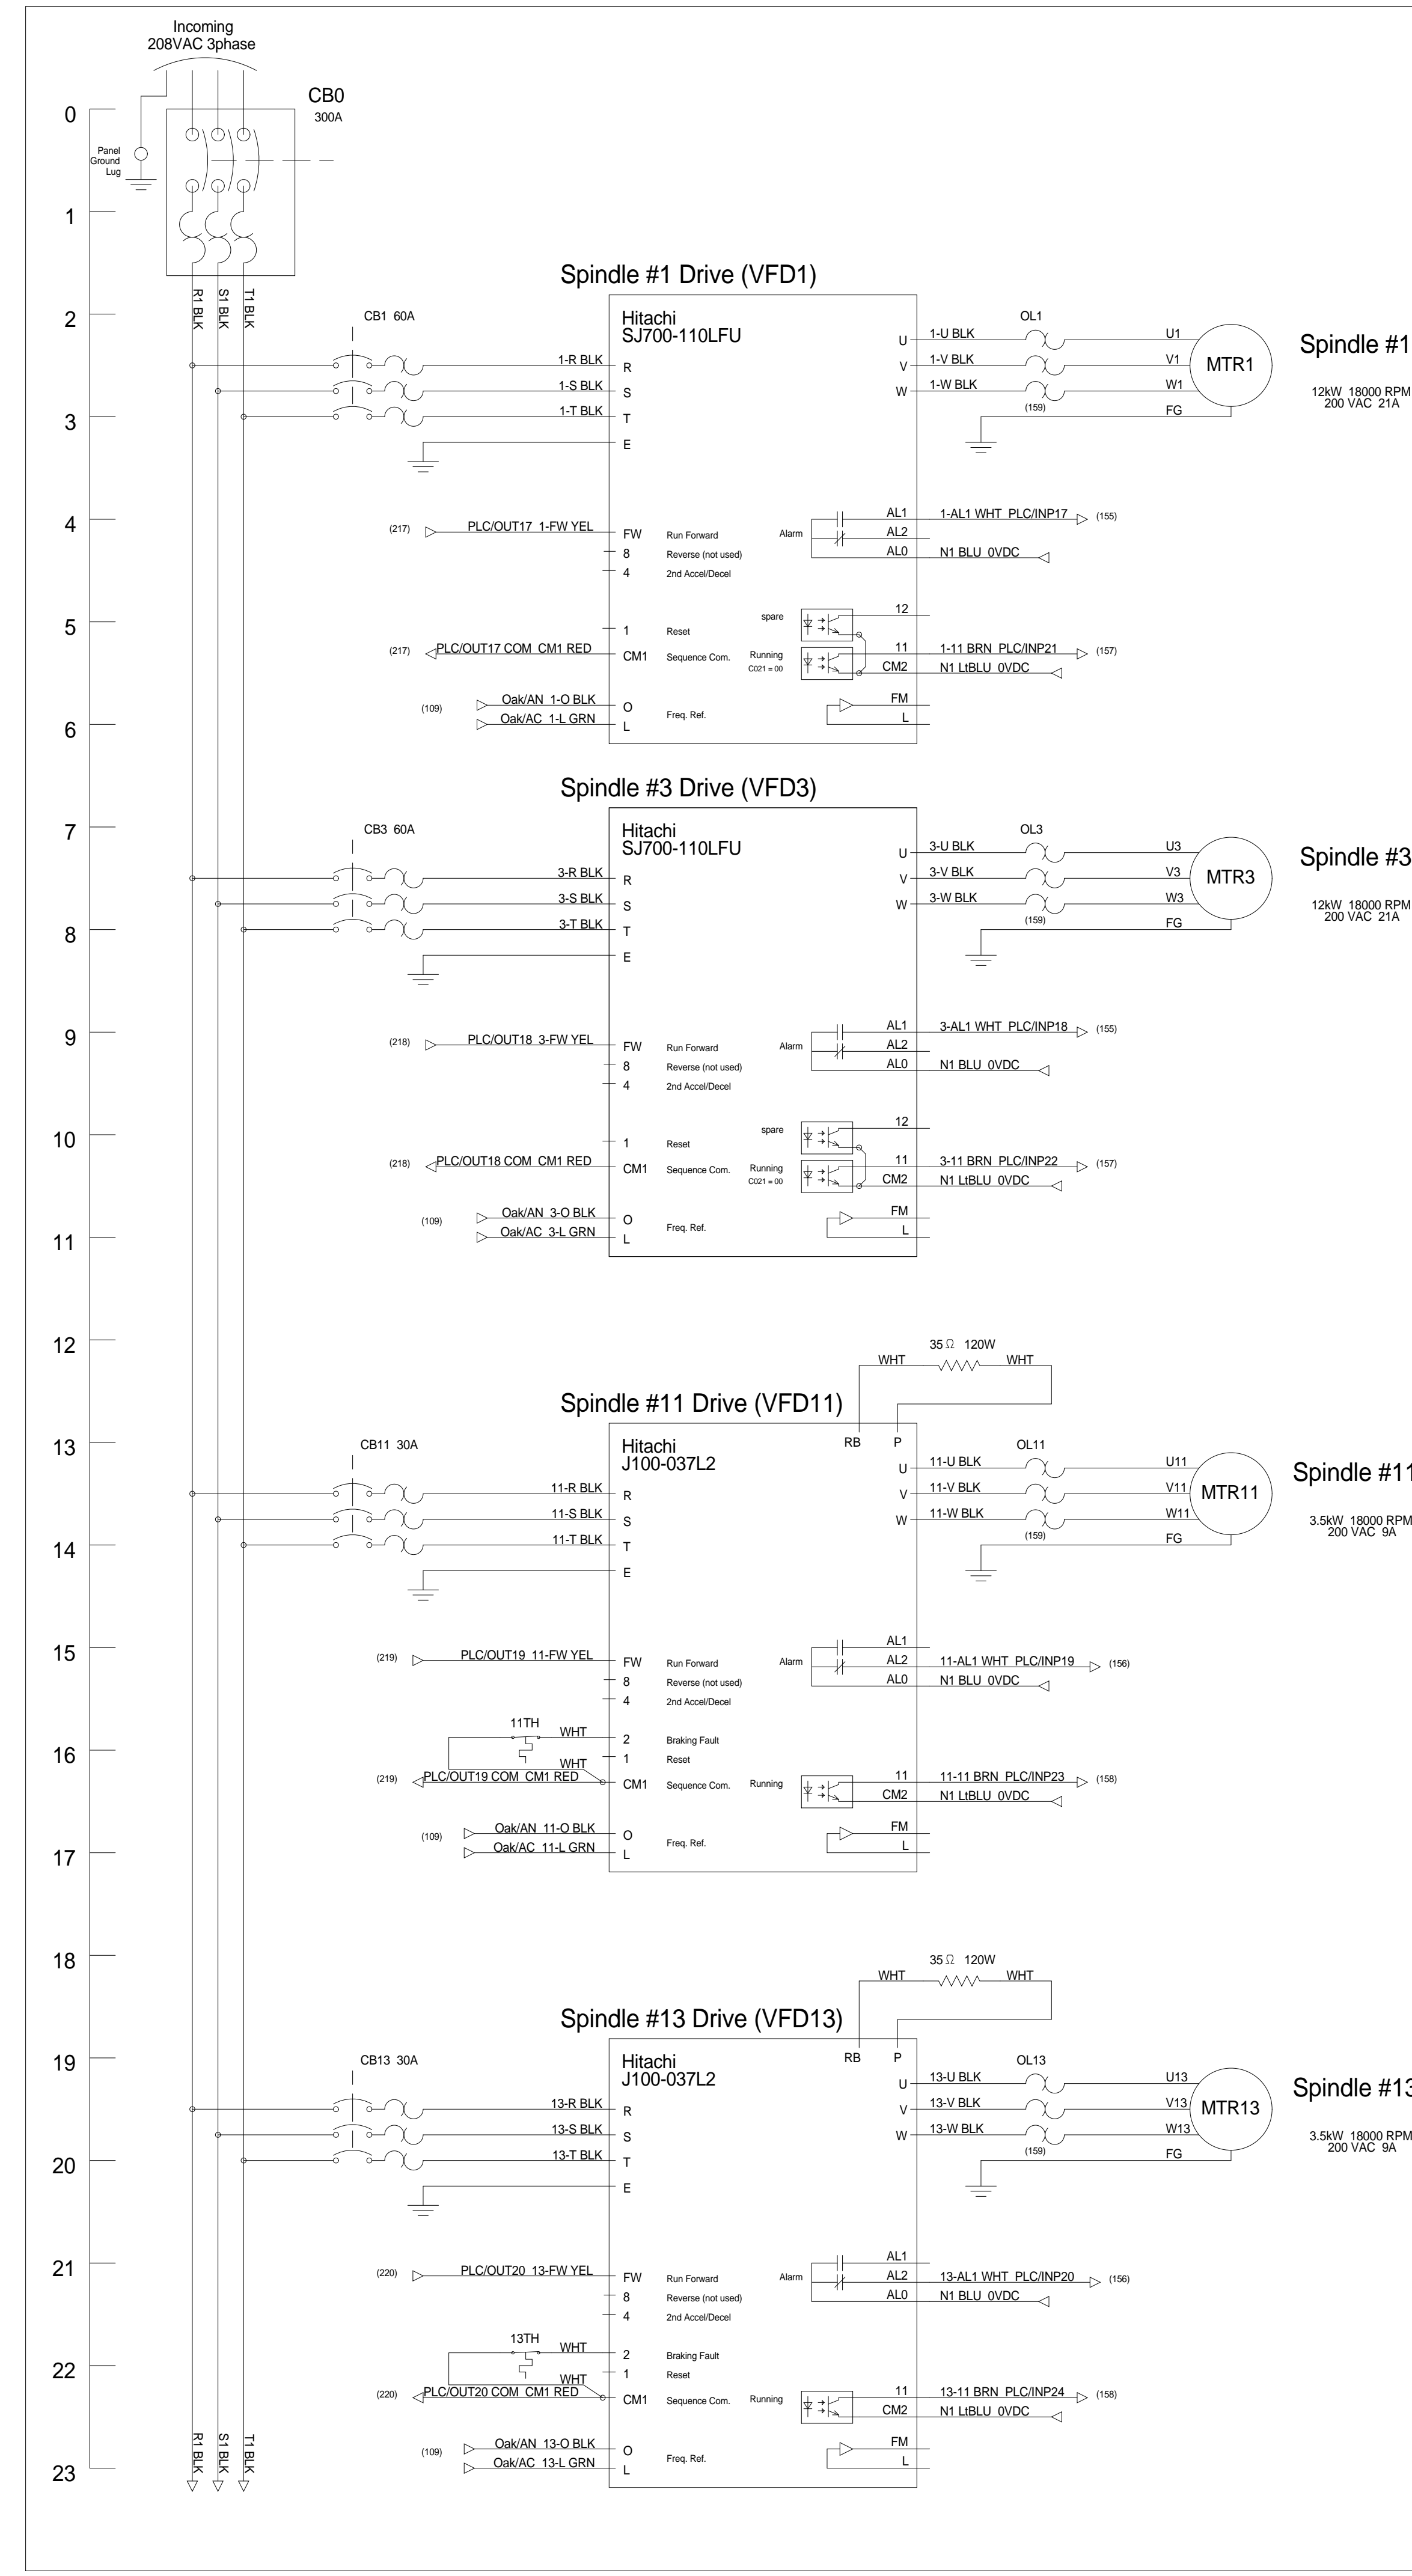 Incoming
208VAC 3phase
CB0
300A
0
Panel
Ground
Lug
1
R1 BLK
S1 BLK
T1 BLK
2
Spindle #1 Drive (VFD1)
CB1 60A
Hitachi
SJ700-110LFU
1-R BLK
R
1-S BLK
S
1-T BLK
T
E
U
1-U BLK
V
1-V BLK
W
1-W BLK
OL1
(159)
U1
V1
W1
FG
MTR1
Spindle #1
12kW 18000 RPM
200 VAC 21A
3
4
(217)
PLC/OUT17 1-FW YEL
FW
Run Forward
8
Reverse (not used)
4
2nd Accel/Decel
Alarm
AL1
1-AL1 WHT PLC/INP17
(155)
AL2
AL0
N1 BLU 0VDC
5
1
Reset
(217)
PLC/OUT17 COM CM1 RED
CM1
Sequence Com.
spare
12
Running
C021 = 00
11
1-11 BRN PLC/INP21
(157)
CM2
N1 LtBLU 0VDC
6
(109)
Oak/AN 1-O BLK
O
Oak/AC 1-L GRN
L
Freq. Ref.
FM
L
Spindle #3 Drive (VFD3)
7
CB3 60A
Hitachi
SJ700-110LFU
3-R BLK
R
3-S BLK
S
3-T BLK
T
E
U
3-U BLK
V
3-V BLK
W
3-W BLK
OL3
(159)
U3
V3
W3
FG
MTR3
Spindle #3
12kW 18000 RPM
200 VAC 21A
8
9
(218)
PLC/OUT18 3-FW YEL
FW
Run Forward
8
Reverse (not used)
4
2nd Accel/Decel
Alarm
AL1
3-AL1 WHT PLC/INP18
(155)
AL2
AL0
N1 BLU 0VDC
10
1
Reset
(218)
PLC/OUT18 COM CM1 RED
CM1
Sequence Com.
spare
12
Running
C021 = 00
11
3-11 BRN PLC/INP22
(157)
CM2
N1 LtBLU 0VDC
11
(109)
Oak/AN 3-O BLK
O
Oak/AC 3-L GRN
L
Freq. Ref.
FM
L
12
35 Ω 120W
WHT
WHT
Spindle #11 Drive (VFD11)
13
CB11 30A
Hitachi
J100-037L2
RB
P
11-R BLK
R
11-S BLK
S
11-T BLK
T
E
U
11-U BLK
V
11-V BLK
W
11-W BLK
OL11
(159)
U11
V11
W11
FG
MTR11
Spindle #11
3.5kW 18000 RPM
200 VAC 9A
14
15
(219)
PLC/OUT19 11-FW YEL
FW
Run Forward
8
Reverse (not used)
4
2nd Accel/Decel
Alarm
AL1
AL2
11-AL1 WHT PLC/INP19
(156)
AL0
N1 BLU 0VDC
16
11TH
WHT
2
Braking Fault
WHT
1
Reset
(219)
PLC/OUT19 COM CM1 RED
CM1
Sequence Com.
Running
11
11-11 BRN PLC/INP23
(158)
CM2
N1 LtBLU 0VDC
17
(109)
Oak/AN 11-O BLK
O
Oak/AC 11-L GRN
L
Freq. Ref.
FM
L
18
35 Ω 120W
WHT
WHT
Spindle #13 Drive (VFD13)
19
CB13 30A
Hitachi
J100-037L2
RB
P
13-R BLK
R
13-S BLK
S
13-T BLK
T
E
U
13-U BLK
V
13-V BLK
W
13-W BLK
OL13
(159)
U13
V13
W13
FG
MTR13
Spindle #13
3.5kW 18000 RPM
200 VAC 9A
20
21
(220)
PLC/OUT20 13-FW YEL
FW
Run Forward
8
Reverse (not used)
4
2nd Accel/Decel
Alarm
AL1
AL2
13-AL1 WHT PLC/INP20
(156)
AL0
N1 BLU 0VDC
22
13TH
WHT
2
Braking Fault
WHT
1
Reset
(220)
PLC/OUT20 COM CM1 RED
CM1
Sequence Com.
Running
11
13-11 BRN PLC/INP24
(158)
CM2
N1 LtBLU 0VDC
23
R1 BLK
S1 BLK
T1 BLK
(109)
Oak/AN 13-O BLK
O
Oak/AC 13-L GRN
L
Freq. Ref.
FM
L